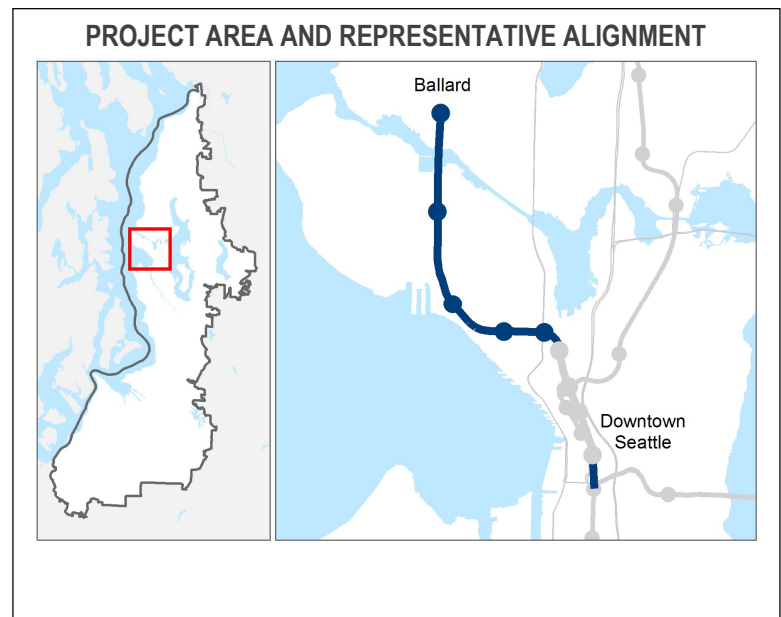 PROJECT AREA AND REPRESENTATIVE ALIGNMENT
Ballard
Downtown
Seattle